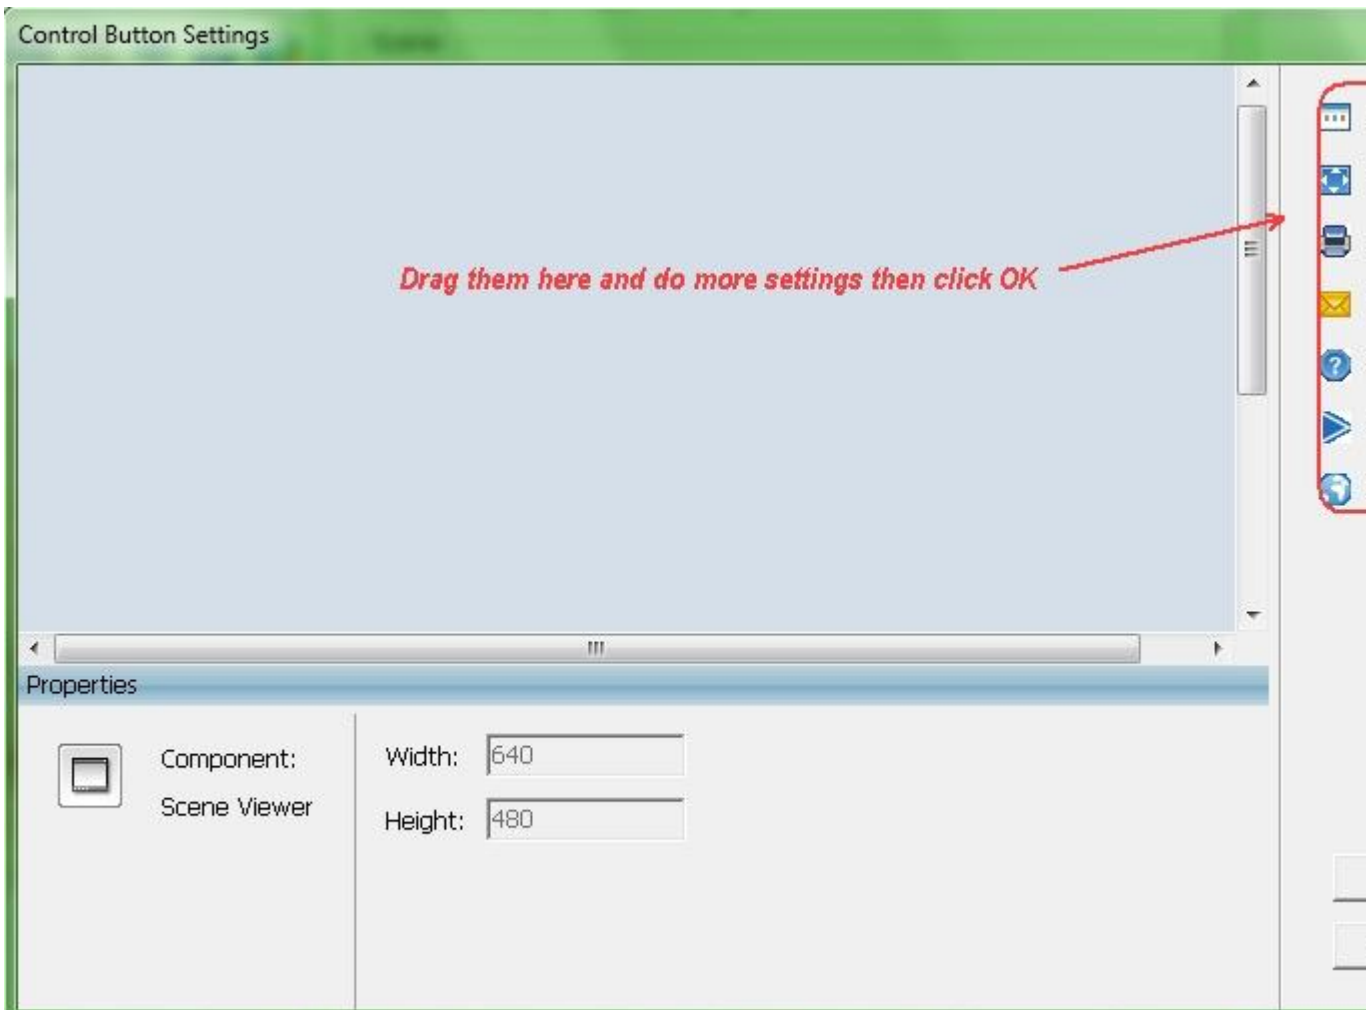 Control Button Settings
Drag them here and do more settings then click OK
Properties
Component:
Scene Viewer
Width: 640
Height: 480